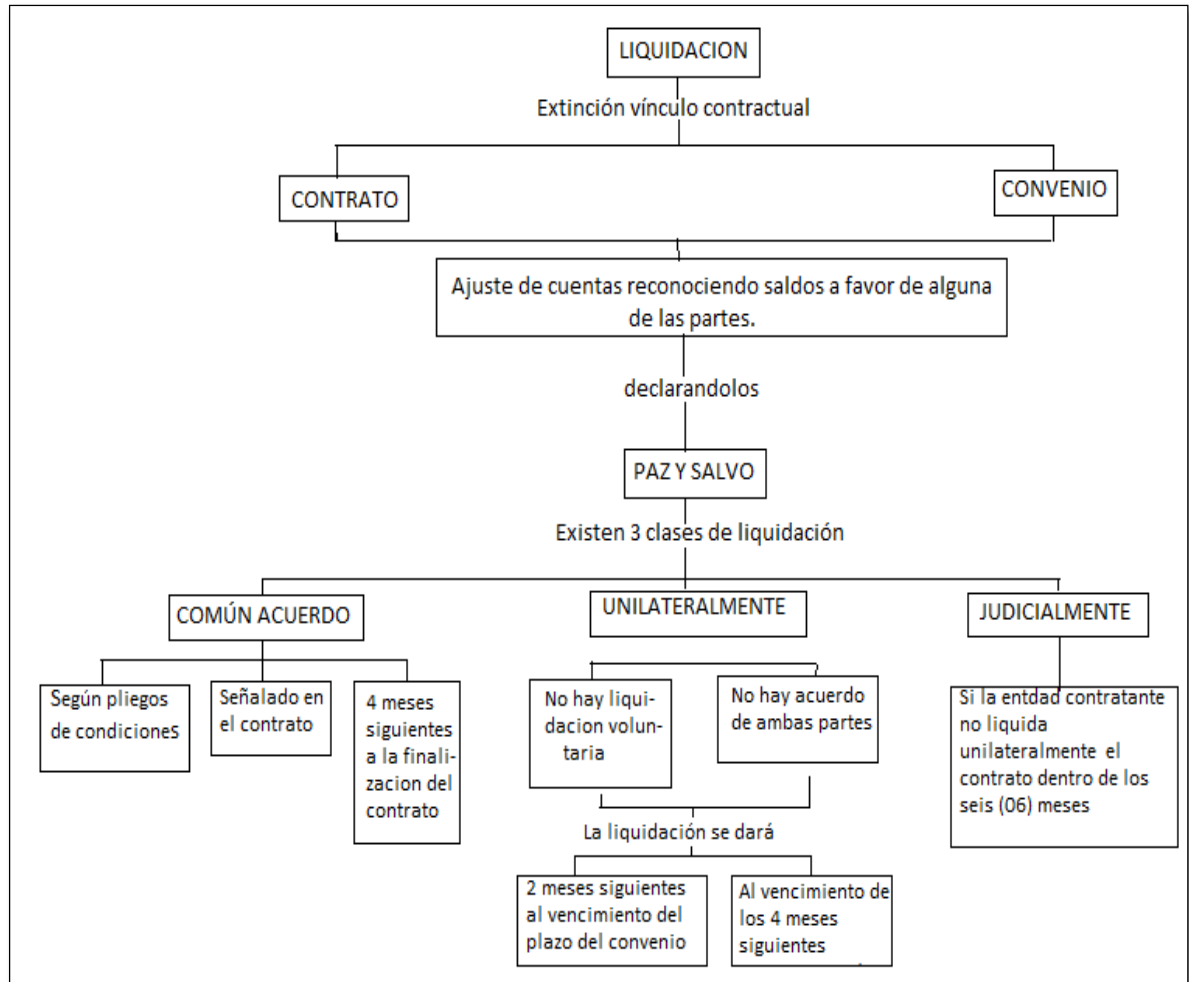 LIQUIDACION
Extinción vínculo contractual
CONTRATO
CONVENIO
Ajuste de cuentas reconociendo saldos a favor de alguna
de las partes.
declarandolos
PAZ Y SALVO
Existen 3 clases de liquidación
COMÚN ACUERDO
UNILATERALMENTE
JUDICIALMENTE
Según pliegos
de condiciones
Señalado en
el contrato
4 meses
siguientes
a la finali-
zacion del
contrato
No hay liqui-
dacion volun-
taria
No hay acuerdo
de ambas partes
Si la entdad contratante
no liquida
unilateralmente el
contrato dentro de los
seis (06) meses
La liquidación se dará
2 meses siguientes
al vencimiento del
plazo del convenio
Al vencimiento de
los 4 meses
siguientes